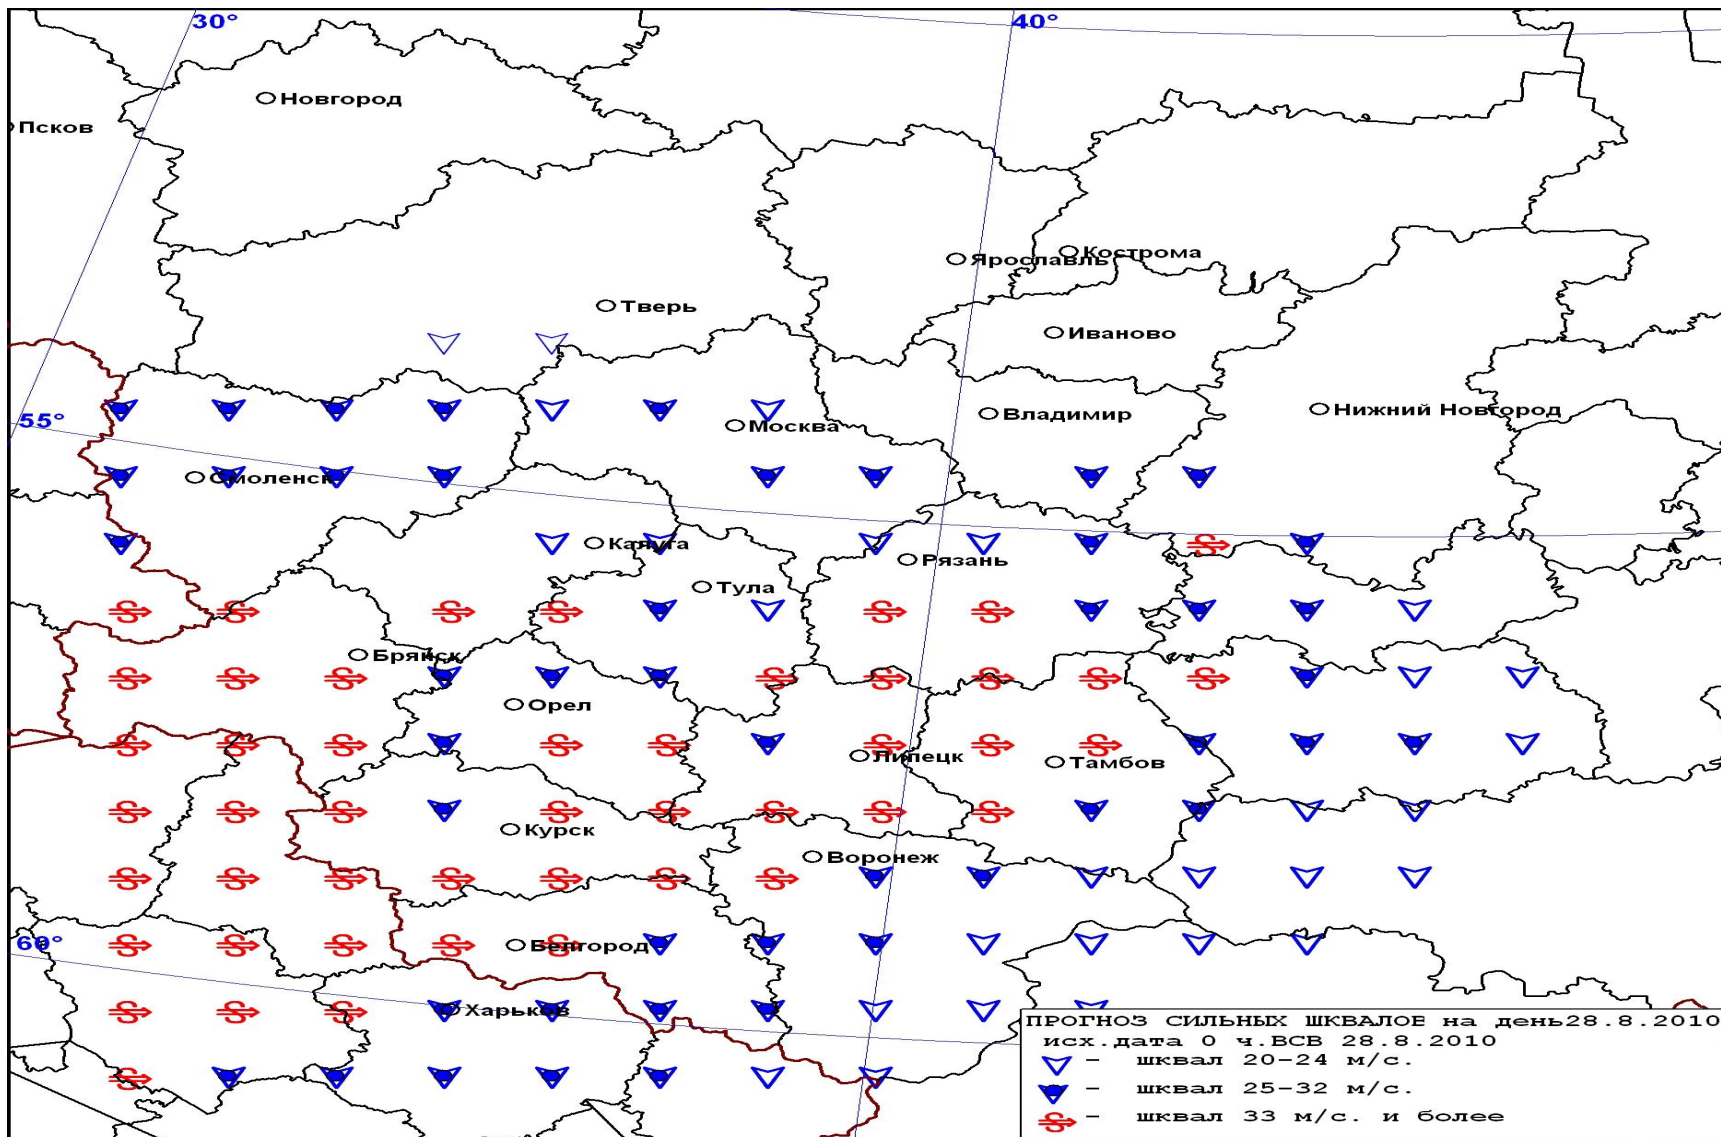 30°
40°
Новгород
Псков
Кострома
Ярославль
Тверь
Иваново
55°
Владимир
Нижний Новгород
Москва
Смоленск
Калуга
Рязань
Тула
Брянск
Орел
Липецк
Тамбов
Курск
Воронеж
60°
Белгород
Харьков
ПРОГНОЗ СИЛЬНЫХ ШКВАЛОВ на день28.8.2010
исх.дата 0 ч.ВСВ 28.8.2010
- шквал 20-24 м/с.
- шквал 25-32 м/с.
- шквал 33 м/с. и более